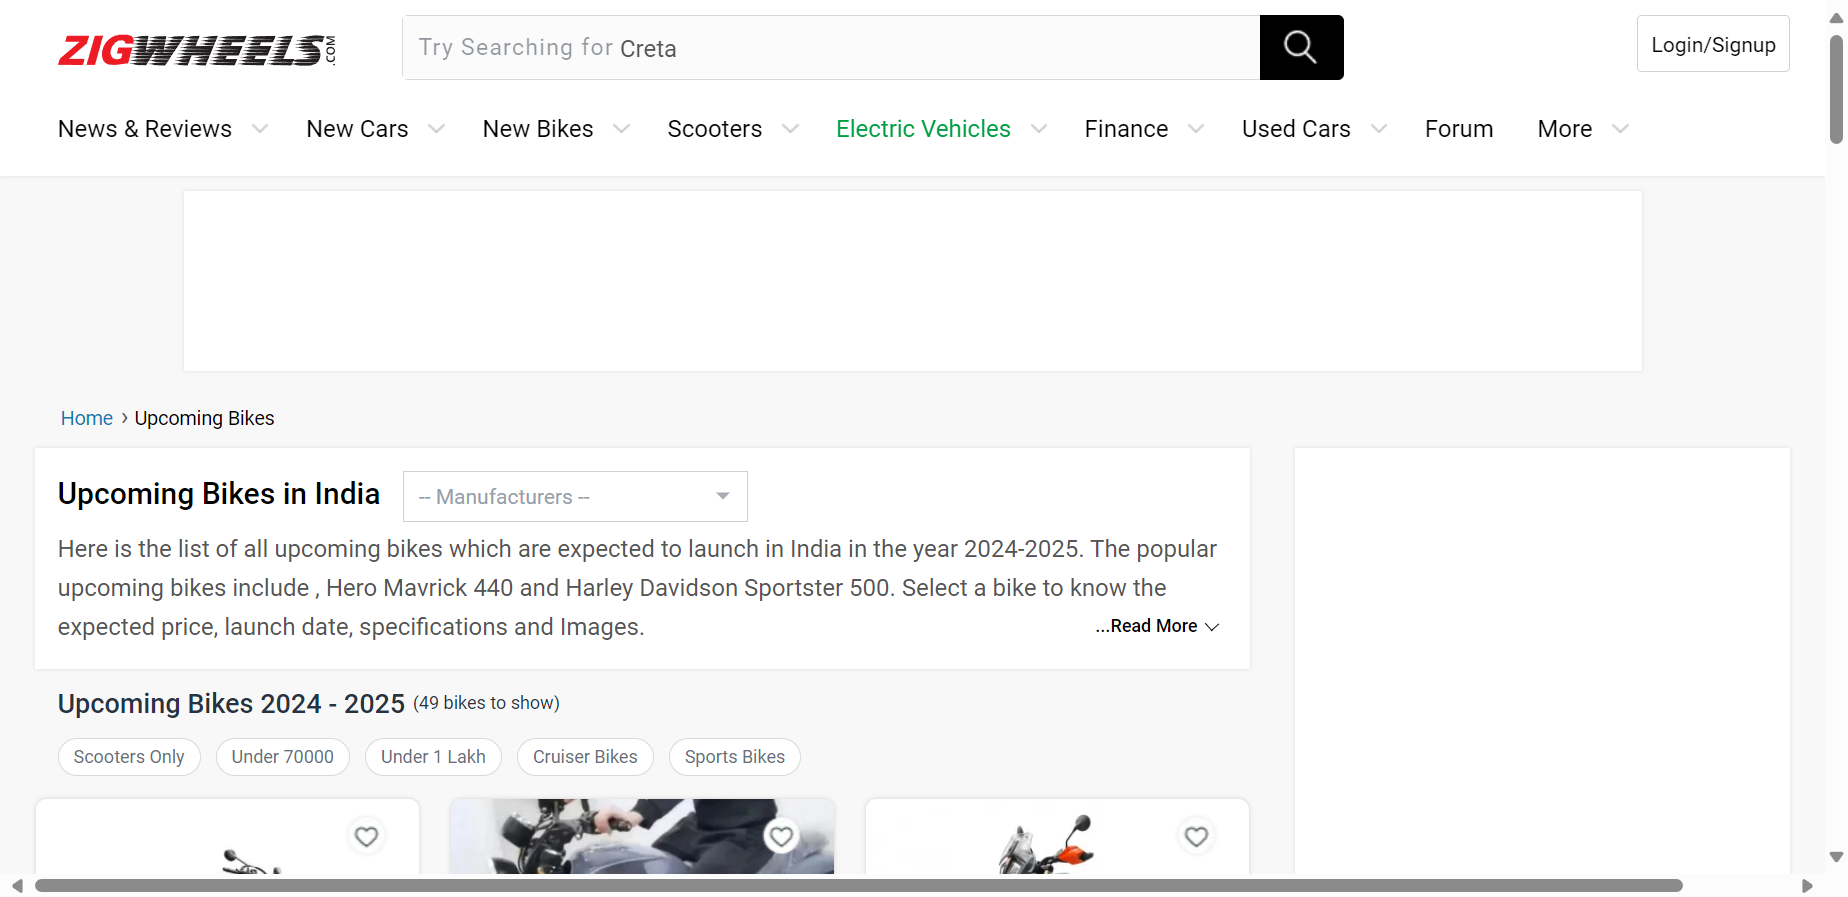 ZIGWHEELS.COM
Try Searching for Creta
Login/Signup
News & Reviews New Cars New Bikes Scooters Electric Vehicles Finance Used Cars Forum More
Home › Upcoming Bikes
Upcoming Bikes in India
-- Manufacturers --
Here is the list of all upcoming bikes which are expected to launch in India in the year 2024-2025. The popular
upcoming bikes include , Hero Mavrick 440 and Harley Davidson Sportster 500. Select a bike to know the
expected price, launch date, specifications and Images.
...Read More
Upcoming Bikes 2024 - 2025 (49 bikes to show)
Scooters Only Under 70000 Under 1 Lakh Cruiser Bikes Sports Bikes